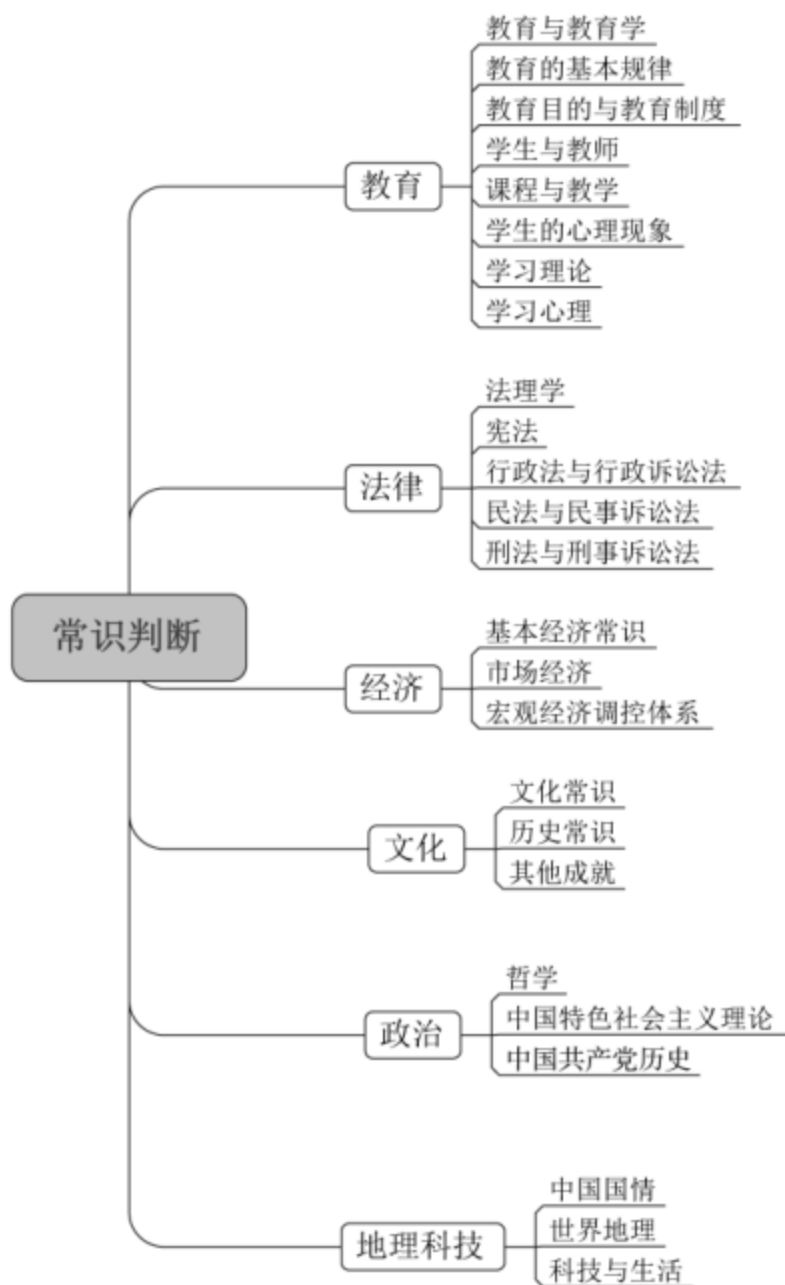 常识判断
教育
教育与教育学
教育的基本规律
教育目的与教育制度
学生与教师
课程与教学
学生的心理现象
学习理论
学习心理
法律
法理学
宪法
行政法与行政诉讼法
民法与民事诉讼法
刑法与刑事诉讼法
经济
基本经济常识
市场经济
宏观经济调控体系
文化
文化常识
历史常识
其他成就
政治
哲学
中国特色社会主义理论
中国共产党历史
地理科技
中国国情
世界地理
科技与生活